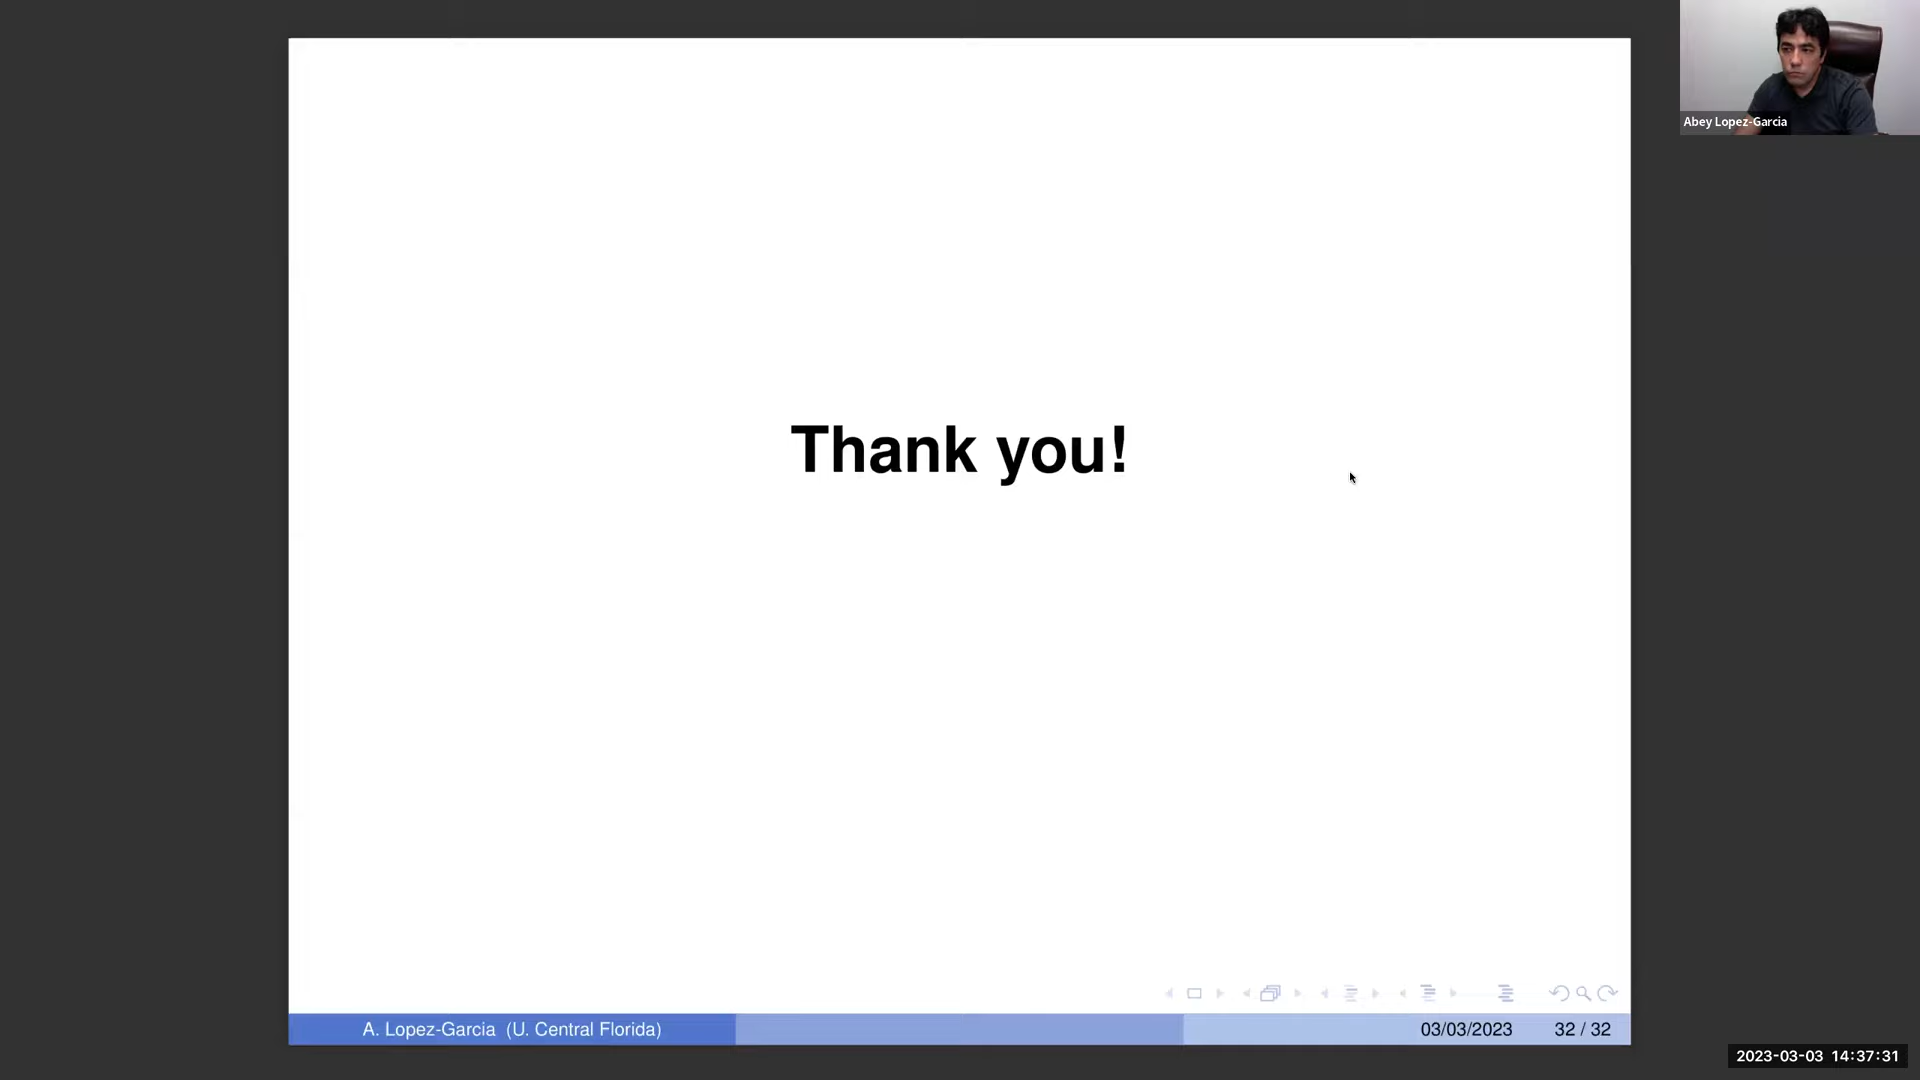 Abey Lopez-Garcia
Thank you!
A. Lopez-Garcia (U. Central Florida)
03/03/2023
32 / 32
2023-03-03 14:37:31